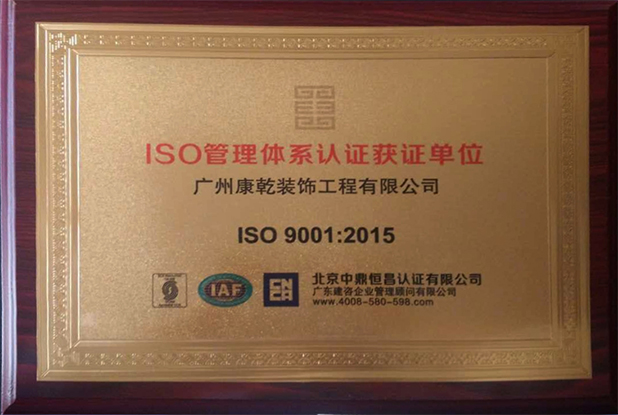 ISO管理体系认证获证单位
广州康乾装饰工程有限公司
ISO 9001:2015
IAF
北京中鼎恒昌认证有限公司
广东建咨企业管理顾问有限公司
www.4008-580-598.com